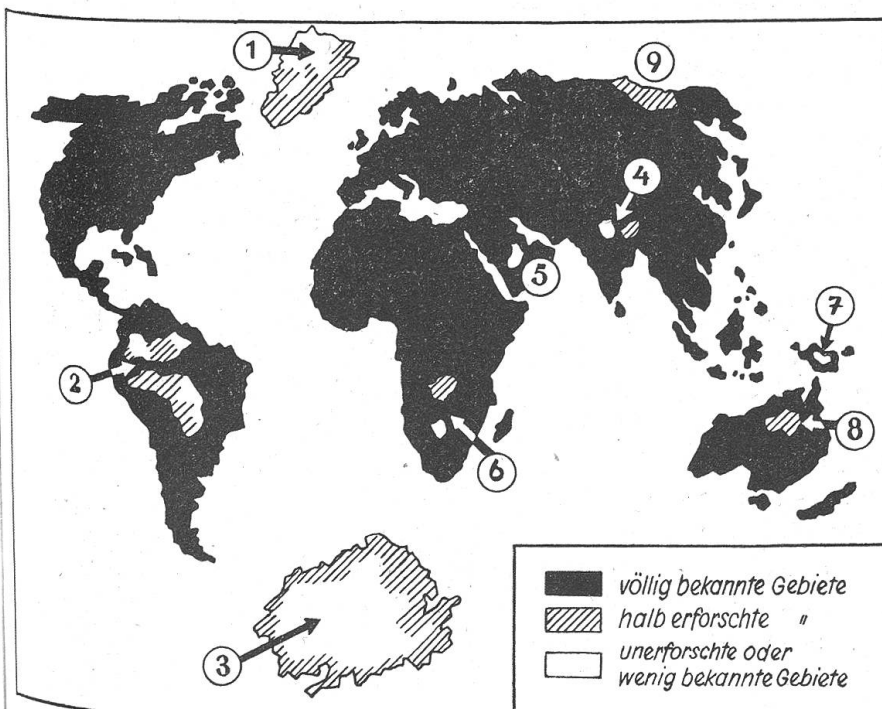 1
9
4
5
7
2
6
8
3
völlig bekannte Gebiete
halb erforschte "
unerforschte oder
wenig bekannte Gebiete